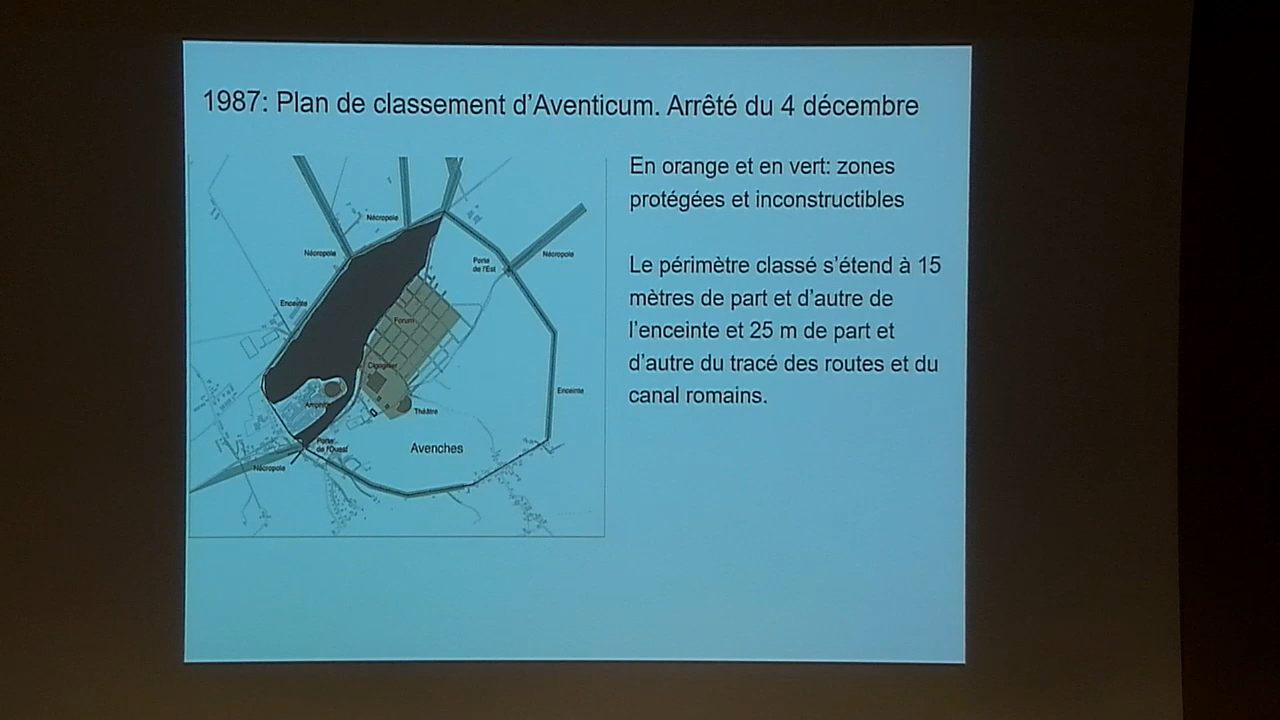 1987: Plan de classement d'Aventicum. Arrêté du 4 décembre
En orange et en vert: zones
protégées et inconstructibles
Le périmètre classé s'étend à 15
mètres de part et d'autre de
l'enceinte et 25 m de part et
d'autre du tracé des routes et du
canal romains.
Nécropole
Nécropole
Porte
de l'Est
Nécropole
Enceinte
Forum
Cigognier
Enceinte
Théâtre
Porte
de l'Ouest
Avenches
Nécropole